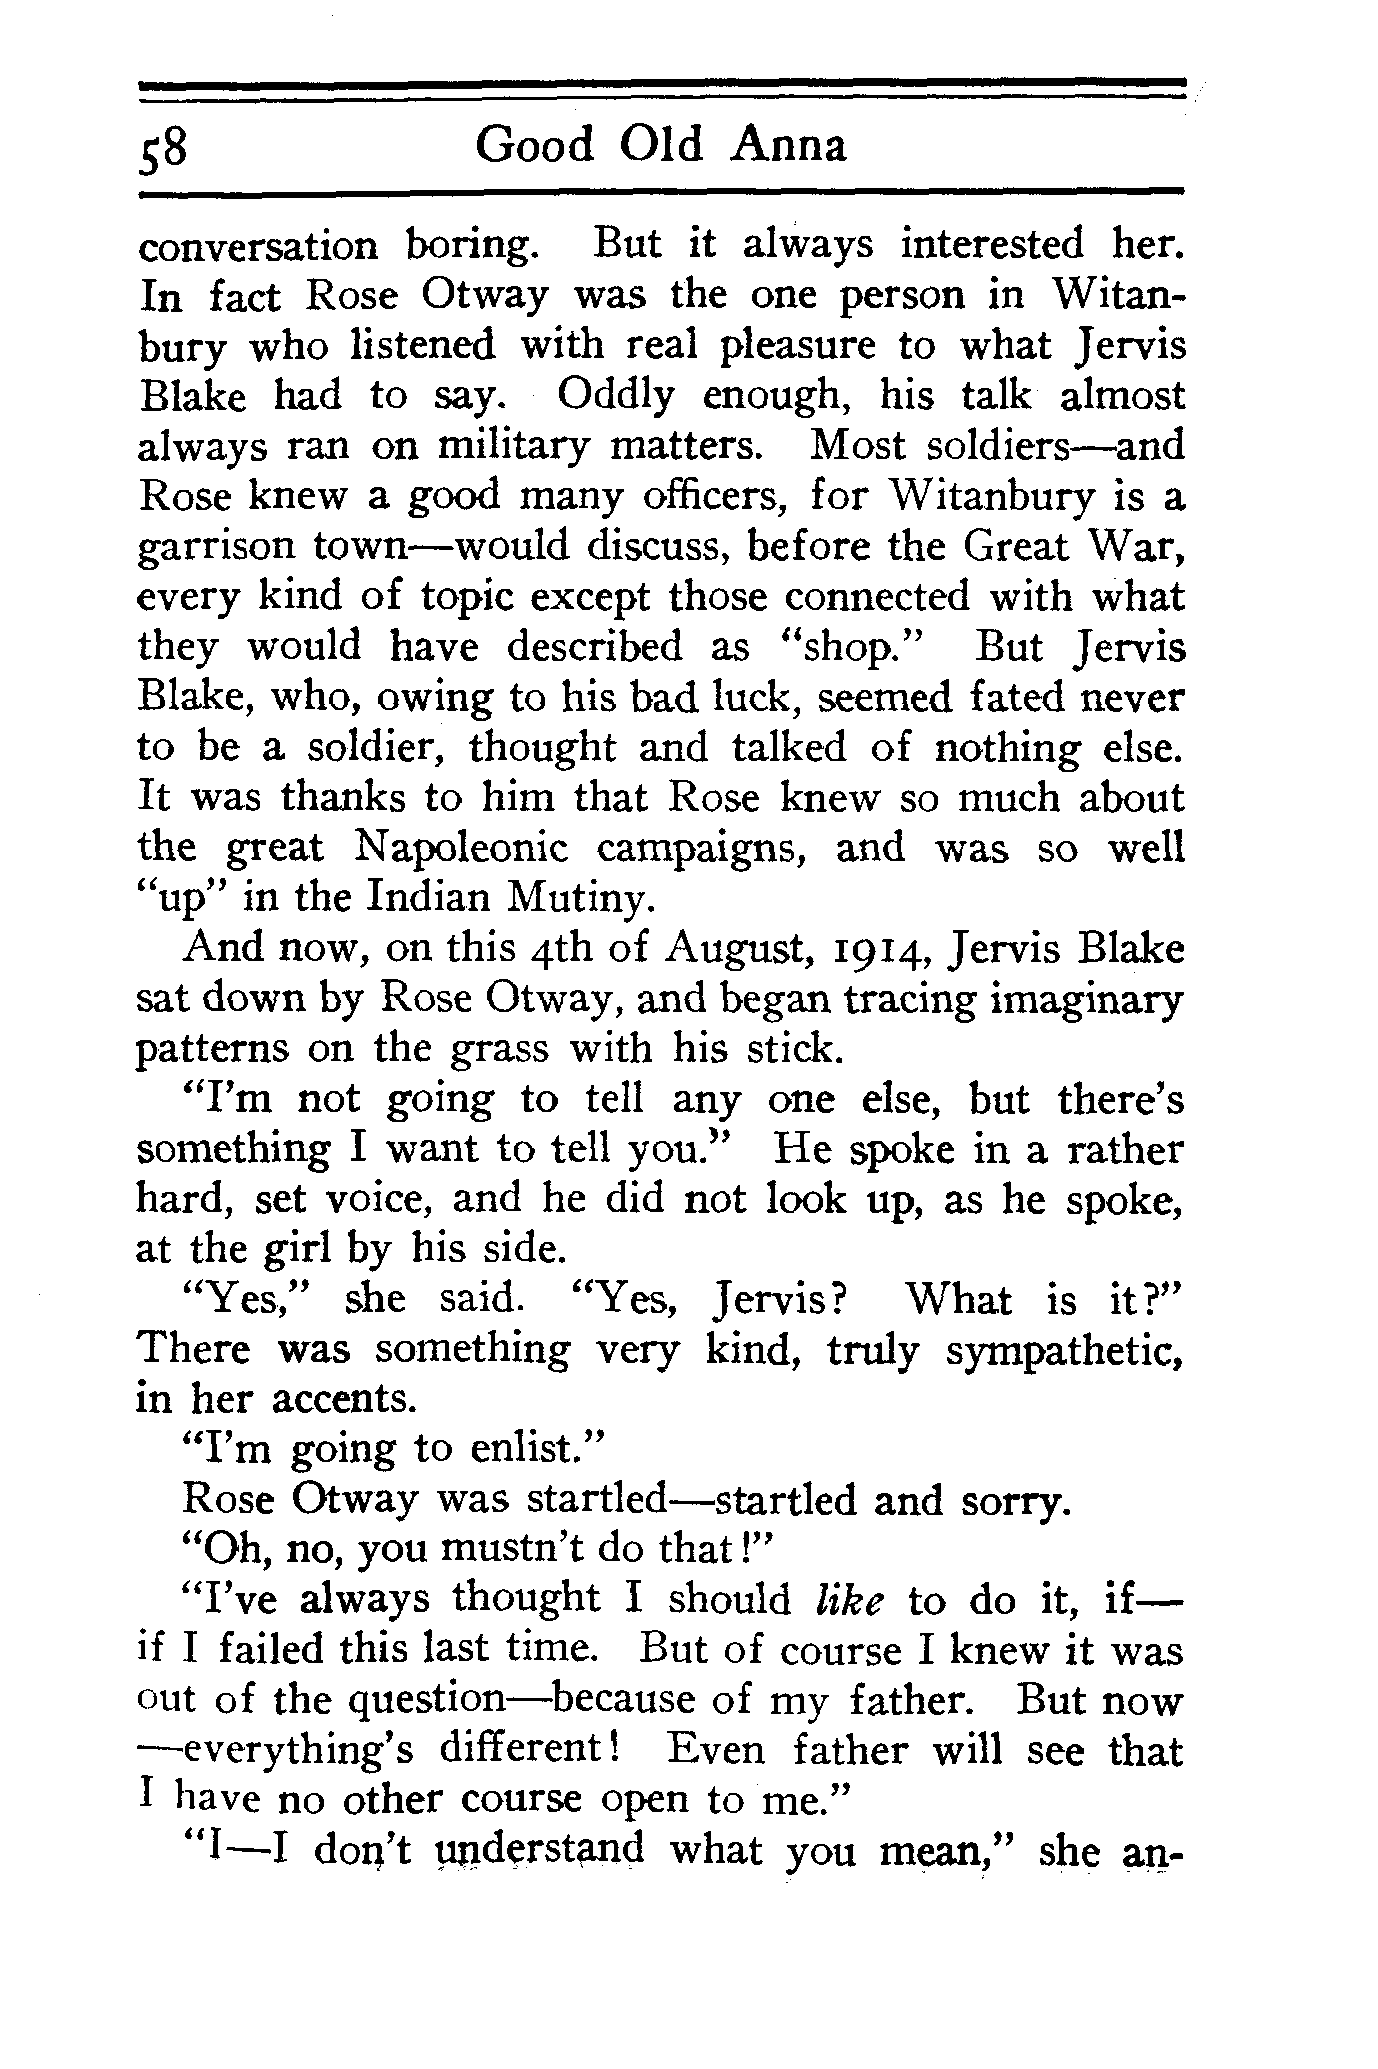 58 Good Old Anna
conversation boring. But it always interested her.
In fact Rose Otway was the one person in Witan-
bury who listened with real pleasure to what Jervis
Blake had to say. Oddly enough, his talk almost
always ran on military matters. Most soldiers—and
Rose knew a good many officers, for Witanbury is a
garrison town—would discuss, before the Great War,
every kind of topic except those connected with what
they would have described as “shop.” But Jervis
Blake, who, owing to his bad luck, seemed fated never
to be a soldier, thought and talked of nothing else.
It was thanks to him that Rose knew so much about
the great Napoleonic campaigns, and was so well
“up” in the Indian Mutiny.
And now, on this 4th of August, 1914, Jervis Blake
sat down by Rose Otway, and began tracing imaginary
patterns on the grass with his stick.
“I’m not going to tell any one else, but there’s
something I want to tell you.” He spoke in a rather
hard, set voice, and he did not look up, as he spoke,
at the girl by his side.
“Yes,” she said. “Yes, Jervis? What is it?”
There was something very kind, truly sympathetic,
in her accents.
“I’m going to enlist.”
Rose Otway was startled—startled and sorry.
“Oh, no, you mustn’t do that!”
“I’ve always thought I should like to do it, if—
if I failed this last time. But of course I knew it was
out of the question—because of my father. But now
—everything’s different! Even father will see that
I have no other course open to me.”
“I—I don’t understand what you mean,” she an-